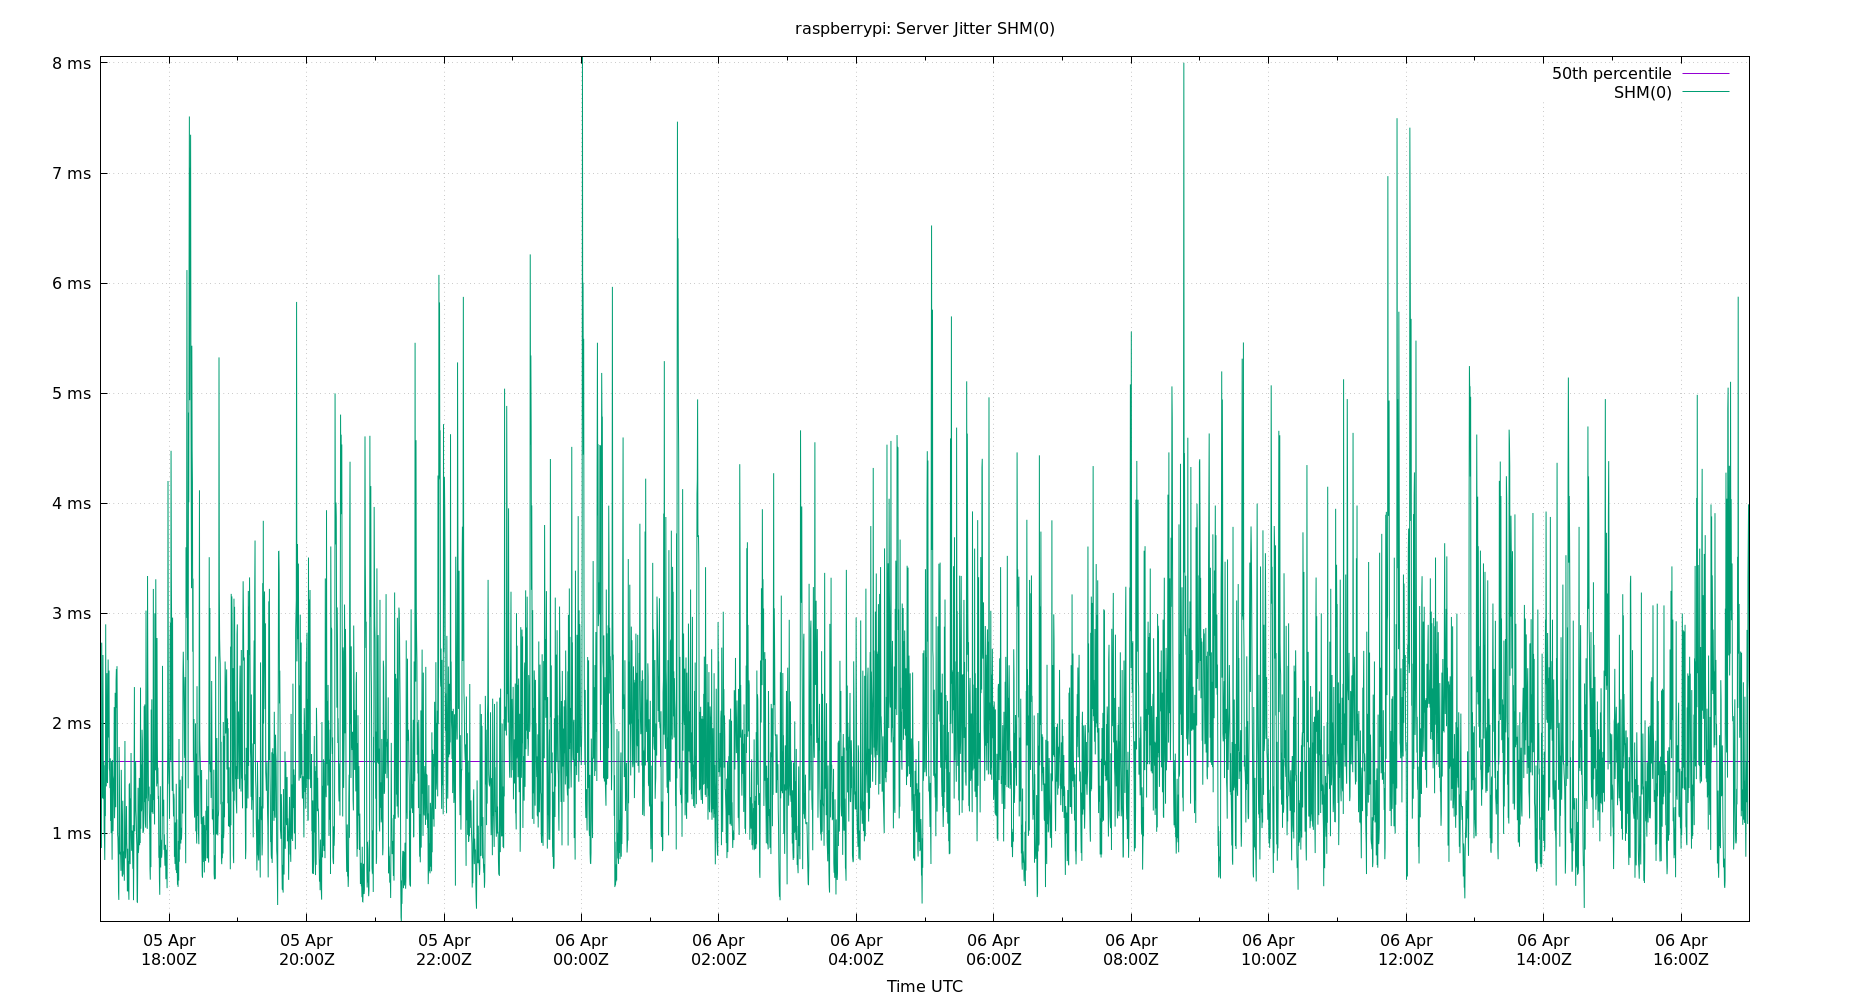 raspberrypi: Server Jitter SHM(0)
50th percentile
SHM(0)
8 ms
7 ms
6 ms
5 ms
4 ms
3 ms
2 ms
1 ms
05 Apr 05 Apr 05 Apr 06 Apr 06 Apr 06 Apr 06 Apr 06 Apr 06 Apr 06 Apr 06 Apr 06 Apr
18:00Z 20:00Z 22:00Z 00:00Z 02:00Z 04:00Z 06:00Z 08:00Z 10:00Z 12:00Z 14:00Z 16:00Z
Time UTC